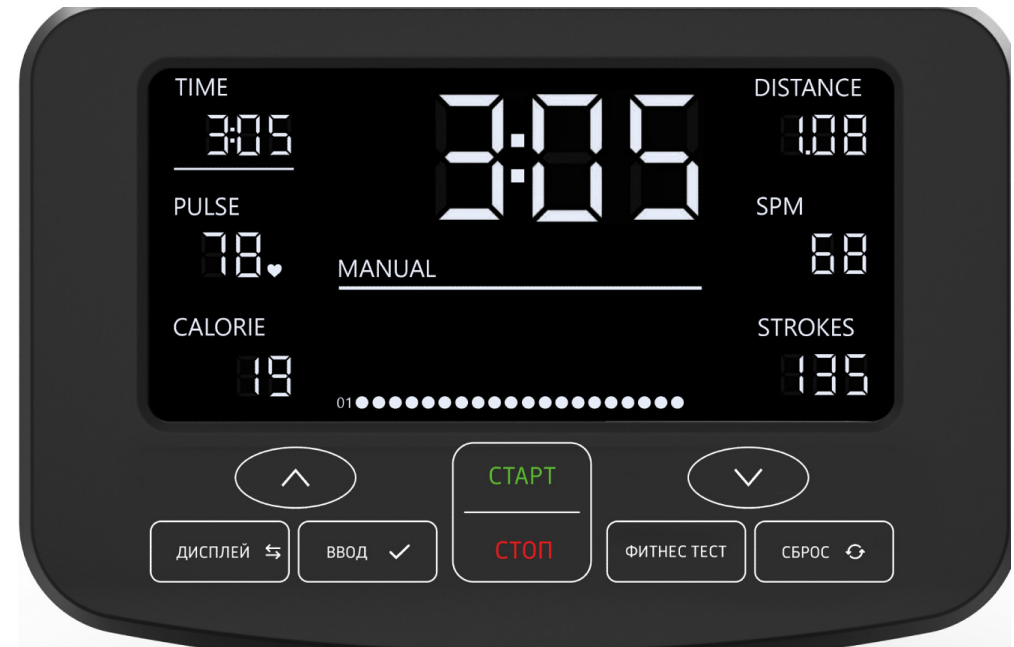 TIME
3:05
3:05
DISTANCE
1.08
PULSE
78
SPM
68
MANUAL
CALORIE
19
STROKES
135
01
СТАРТ
СТОП
ДИСПЛЕЙ
ВВОД
ФИТНЕС ТЕСТ
СБРОС